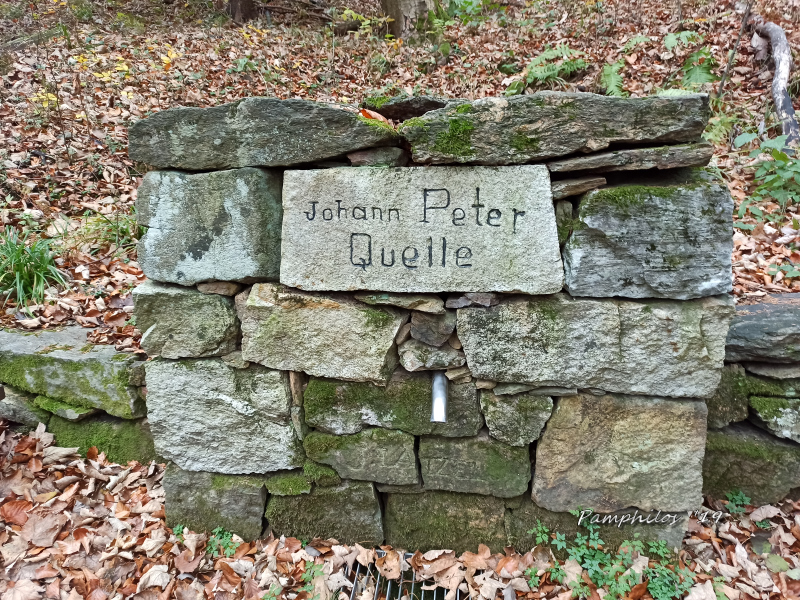 Johann Peter
Quelle
Pamphilos '19